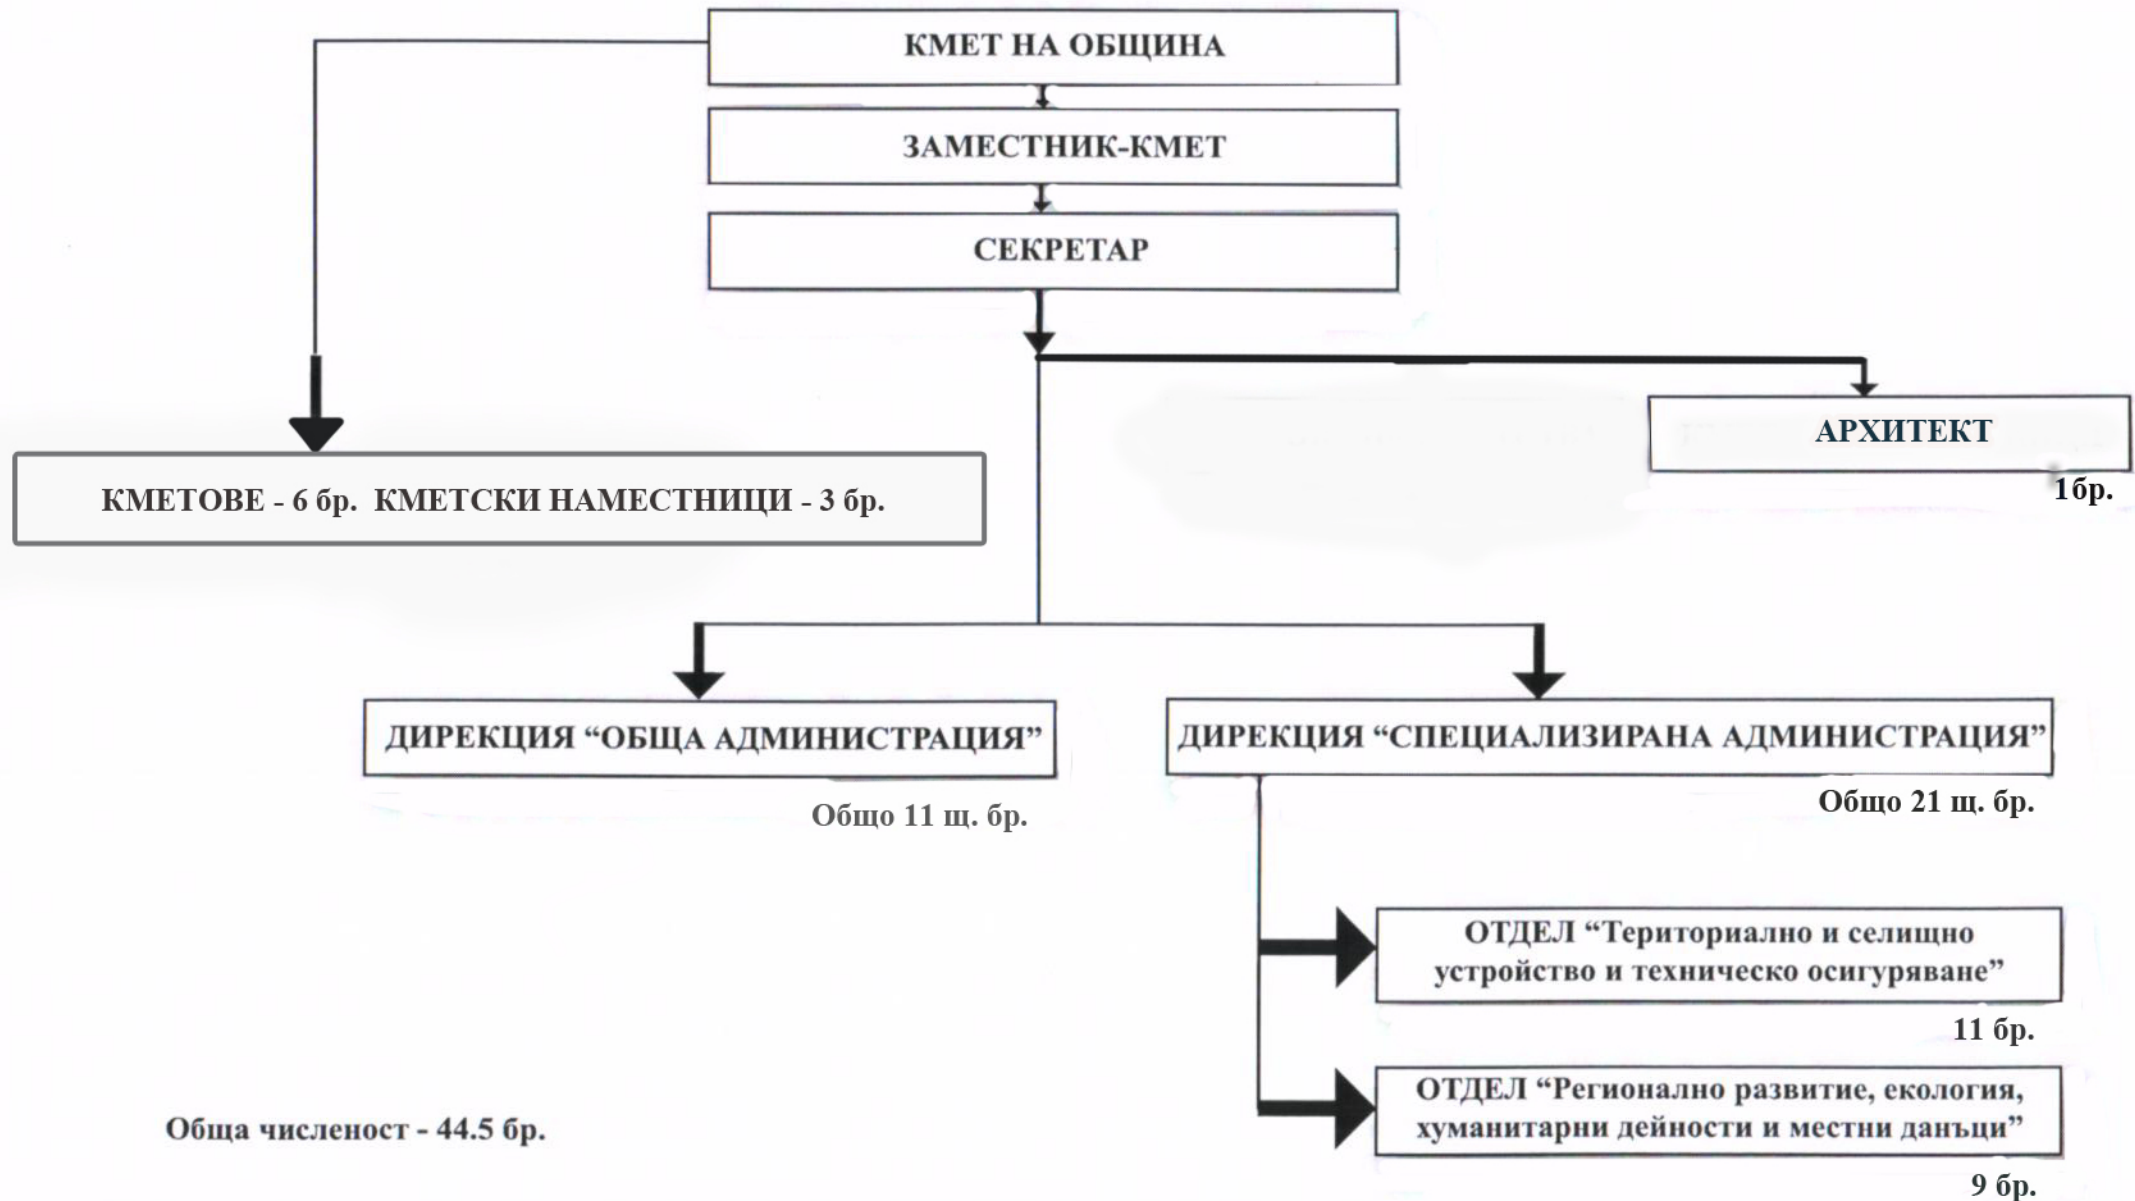 КМЕТ НА ОБЩИНА
ЗАМЕСТНИК-КМЕТ
СЕКРЕТАР
АРХИТЕКТ
1бр.
КМЕТОВЕ - 6 бр. КМЕТСКИ НАМЕСТНИЦИ - 3 бр.
ДИРЕКЦИЯ “ОБЩА АДМИНИСТРАЦИЯ”
Общо 11 щ. бр.
ДИРЕКЦИЯ “СПЕЦИАЛИЗИРАНА АДМИНИСТРАЦИЯ”
Общо 21 щ. бр.
ОТДЕЛ “Териториално и селищно
устройство и техническо осигуряване”
11 бр.
ОТДЕЛ “Регионално развитие, екология,
хуманитарни дейности и местни данъци”
9 бр.
Обща численост - 44.5 бр.